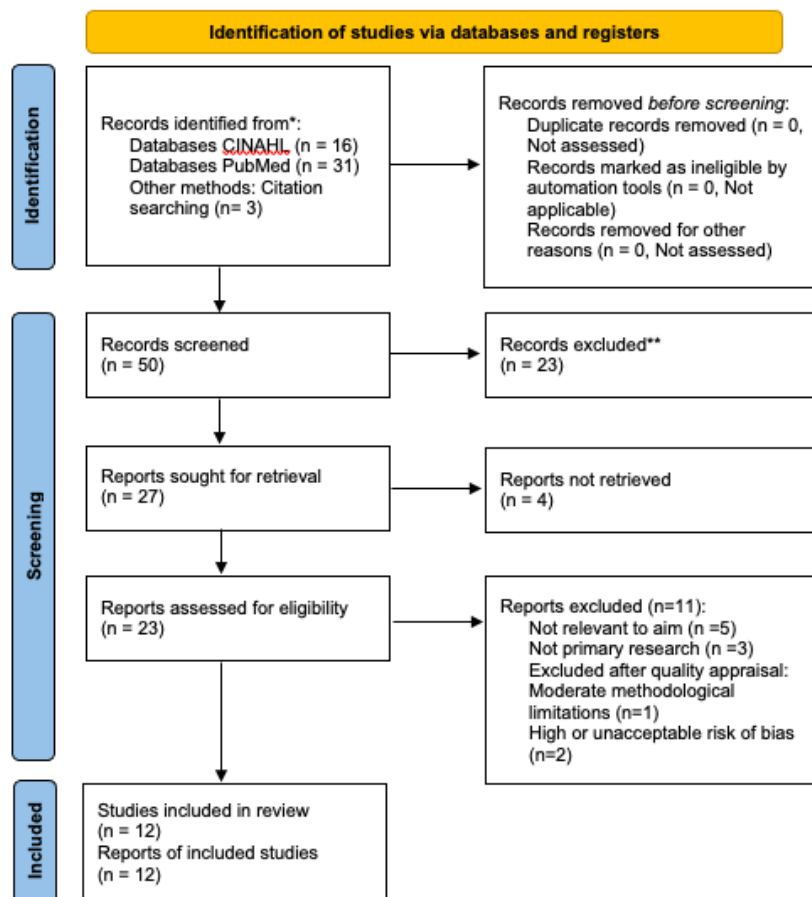 Identification of studies via databases and registers
Identification
Records identified from*:
Databases CINAHL (n = 16)
Databases PubMed (n = 31)
Other methods: Citation
searching (n= 3)
Records removed before screening:
Duplicate records removed (n = 0,
Not assessed)
Records marked as ineligible by
automation tools (n = 0, Not
applicable)
Records removed for other
reasons (n = 0, Not assessed)
Screening
Records screened
(n = 50)
Records excluded**
(n = 23)
Reports sought for retrieval
(n = 27)
Reports not retrieved
(n = 4)
Reports assessed for eligibility
(n = 23)
Reports excluded (n=11):
Not relevant to aim (n =5)
Not primary research (n =3)
Excluded after quality appraisal:
Moderate methodological
limitations (n=1)
High or unacceptable risk of bias
(n=2)
Included
Studies included in review
(n = 12)
Reports of included studies
(n = 12)